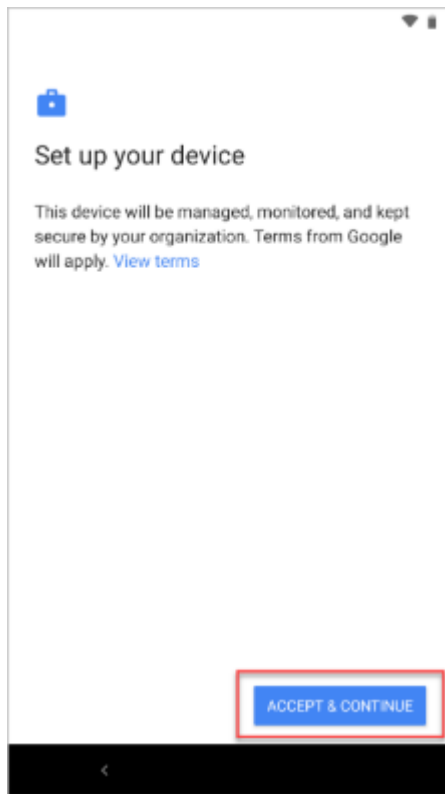 Set up your device
This device will be managed, monitored, and kept
secure by your organization. Terms from Google
will apply. View terms
ACCEPT & CONTINUE